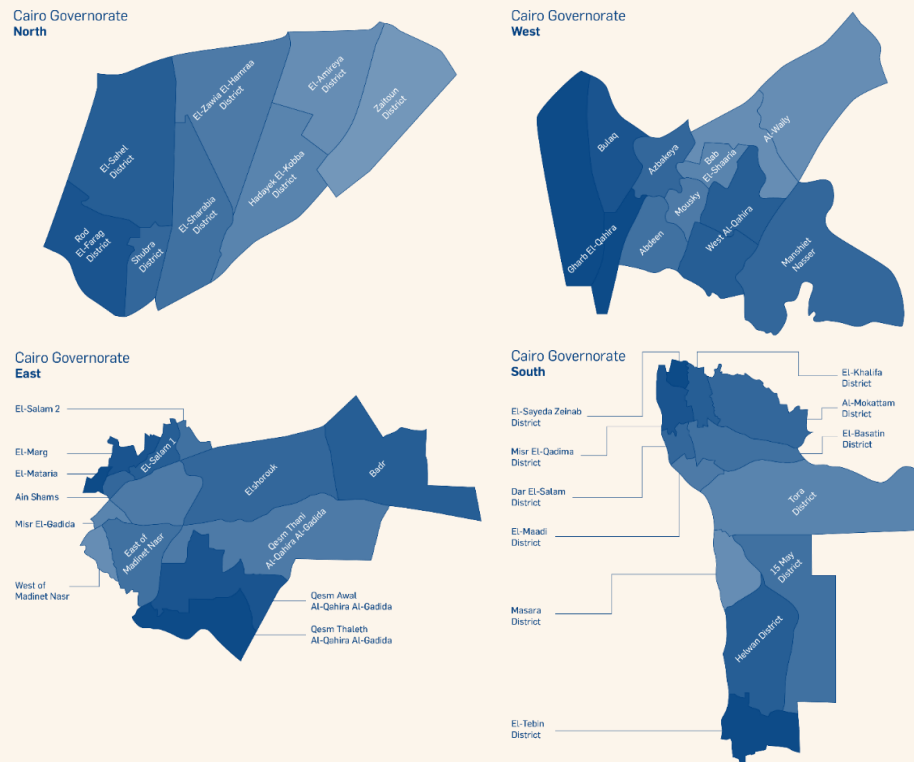 Cairo Governorate
North
El-Sahel
District
El-Zawia El-Hamraa
District
El-Amireya
District
Zaitoun
District
Rod
El-Farag
District
Shubra
District
El-Sharabia
District
Hadayek El-Kobba
District
Cairo Governorate
West
Bulaq
Azbakeya
Bab
El-Shaaria
Al-Waily
Gharb El-Qahira
Abdeen
Mousky
West Al-Qahira
Manshiet
Nasser
Cairo Governorate
East
El-Salam 2
El-Marg
El-Mataria
Ain Shams
Misr El-Gadida
West of
Madinet Nasr
El-Salam 1
East of
Madinet Nasr
Elshorouk
Badr
Qesm Thani
Al-Qahira Al-Gadida
Qesm Awal
Al-Qahira Al-Gadida
Qesm Thaleth
Al-Qahira Al-Gadida
Cairo Governorate
South
El-Sayeda Zeinab
District
Misr El-Qadima
District
Dar El-Salam
District
El-Maadi
District
Masara
District
El-Tebin
District
El-Khalifa
District
Al-Mokattam
District
El-Basatin
District
Tora
District
15 May
District
Helwan District